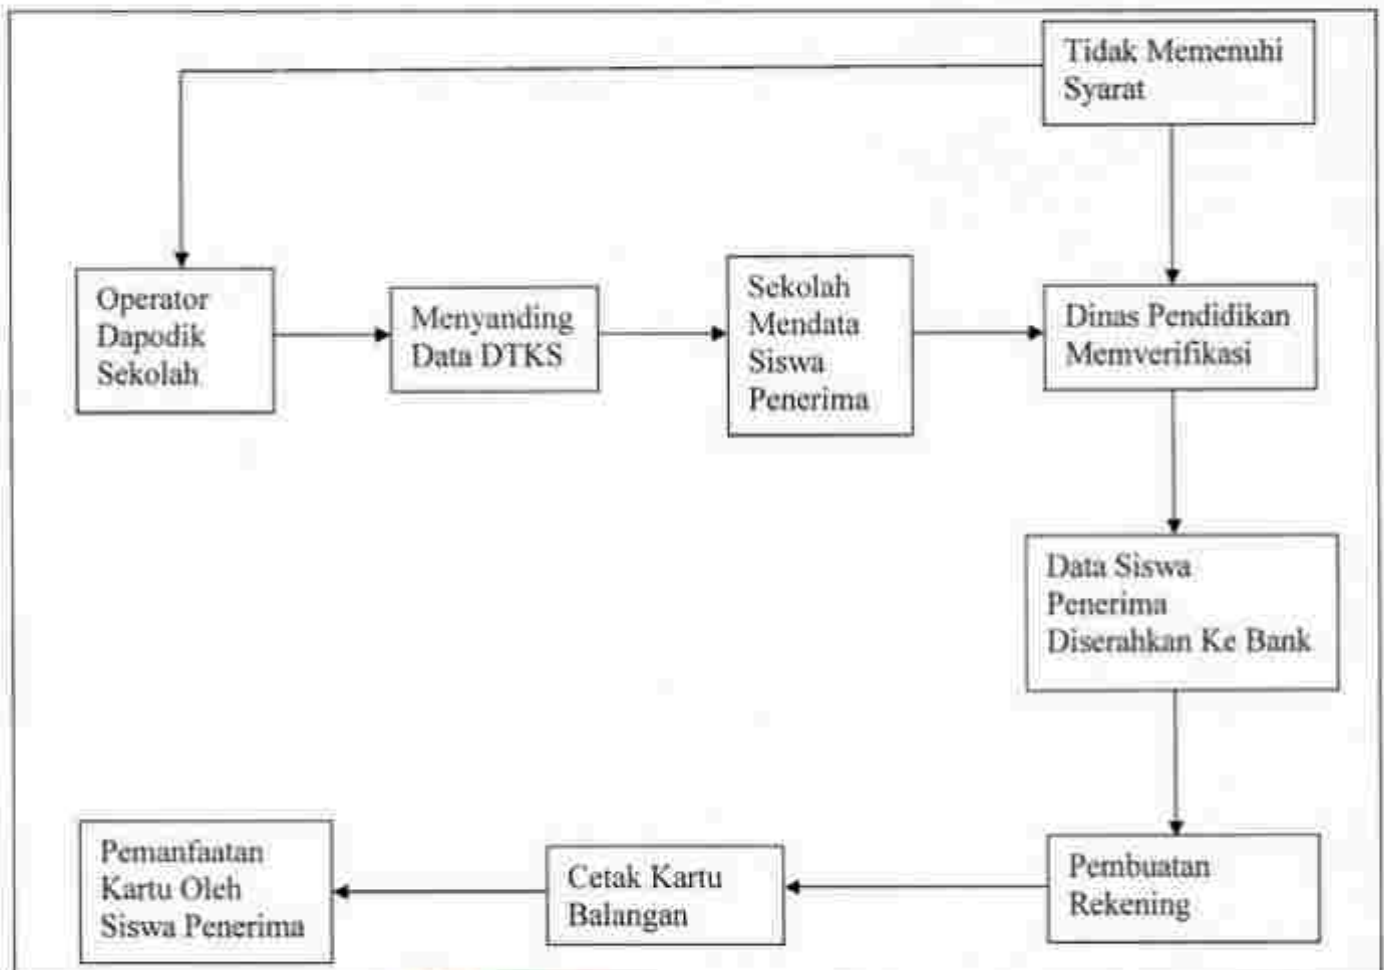 Tidak Memenuhi
Syarat
Operator
Dapodik
Sekolah
Menyanding
Data DTKS
Sekolah
Mendata
Siswa
Penerima
Dinas Pendidikan
Memverifikasi
Data Siswa
Penerima
Diserahkan Ke Bank
Pembuatan
Rekening
Cetak Kartu
Balangan
Pemanfaatan
Kartu Oleh
Siswa Penerima